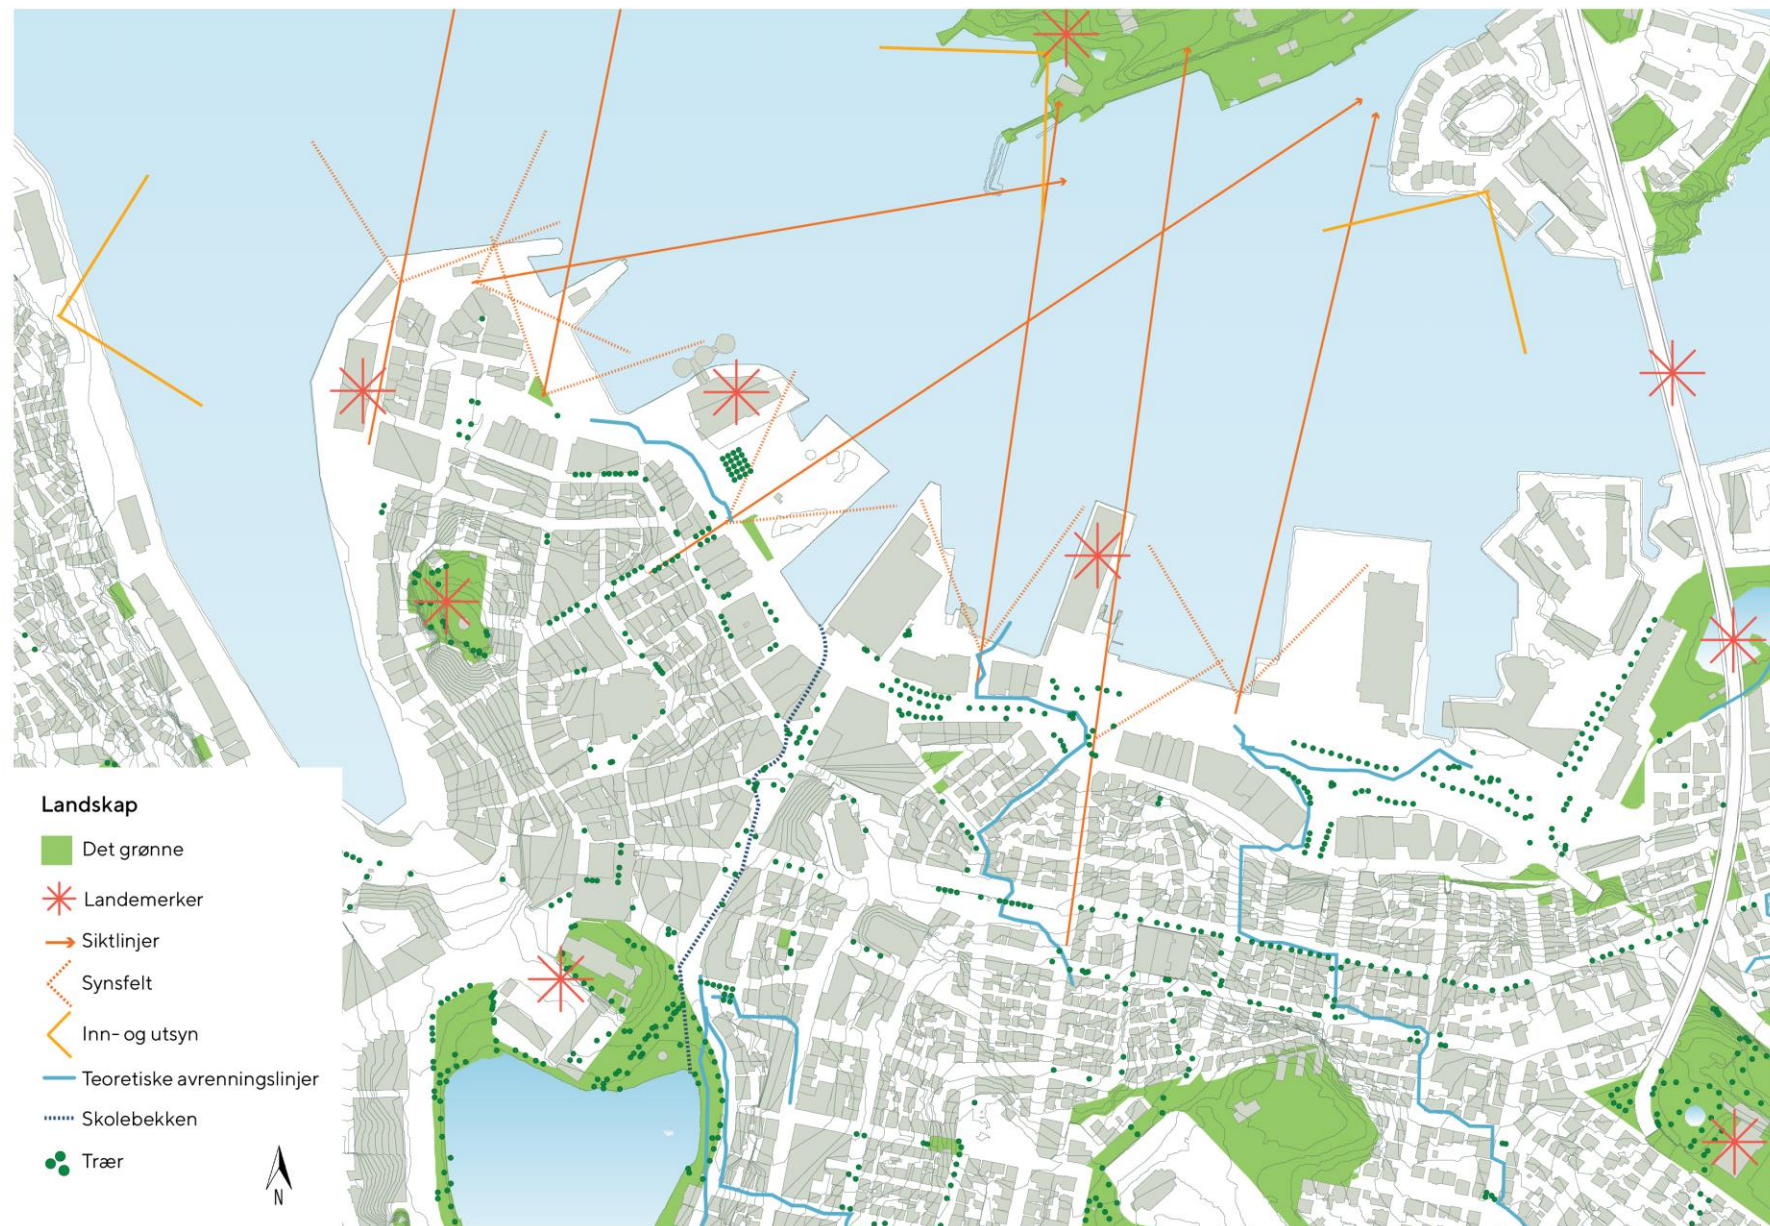 Landskap
Det grønne
Landemerker
Siktlinjer
Synsfelt
Inn- og utsyn
Teoretiske avrenningslinjer
Skolebekken
Trær
N